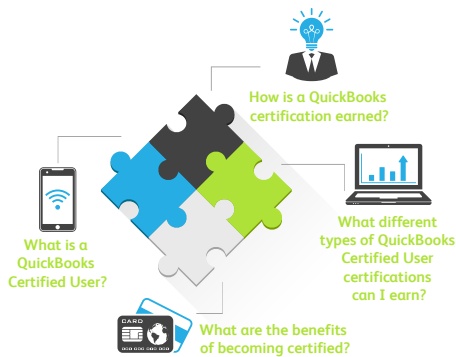 How is a QuickBooks
certification earned?
What different
types of QuickBooks
Certified User
certifications
can I earn?
What is a
QuickBooks
Certified User?
CARD
What are the benefits
of becoming certified?